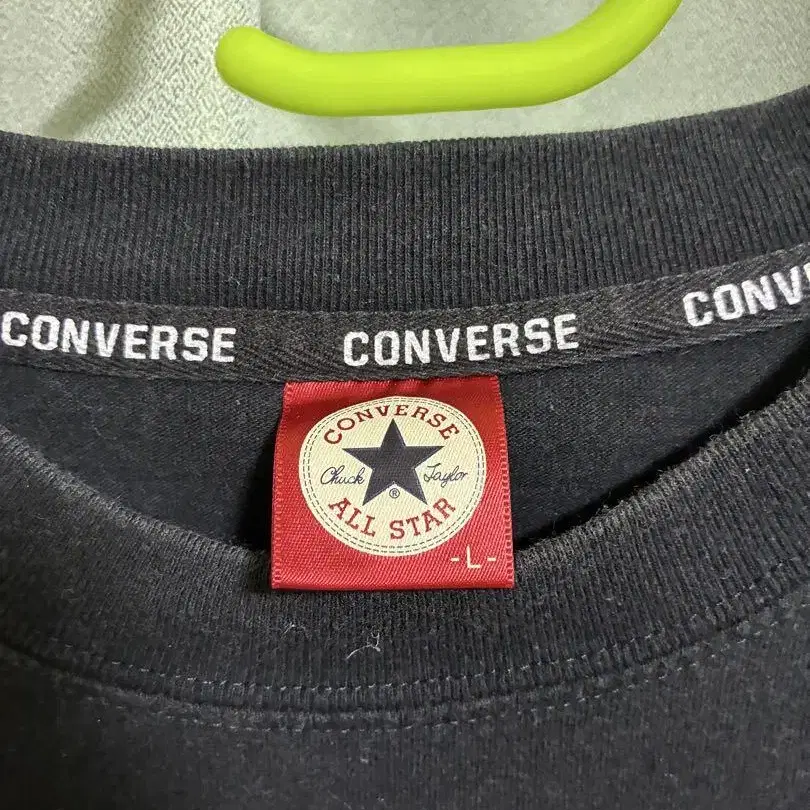 CONVERSE CONVERSE CONV
CONVERSE
Chuck Taylor
®
ALL STAR
-L-